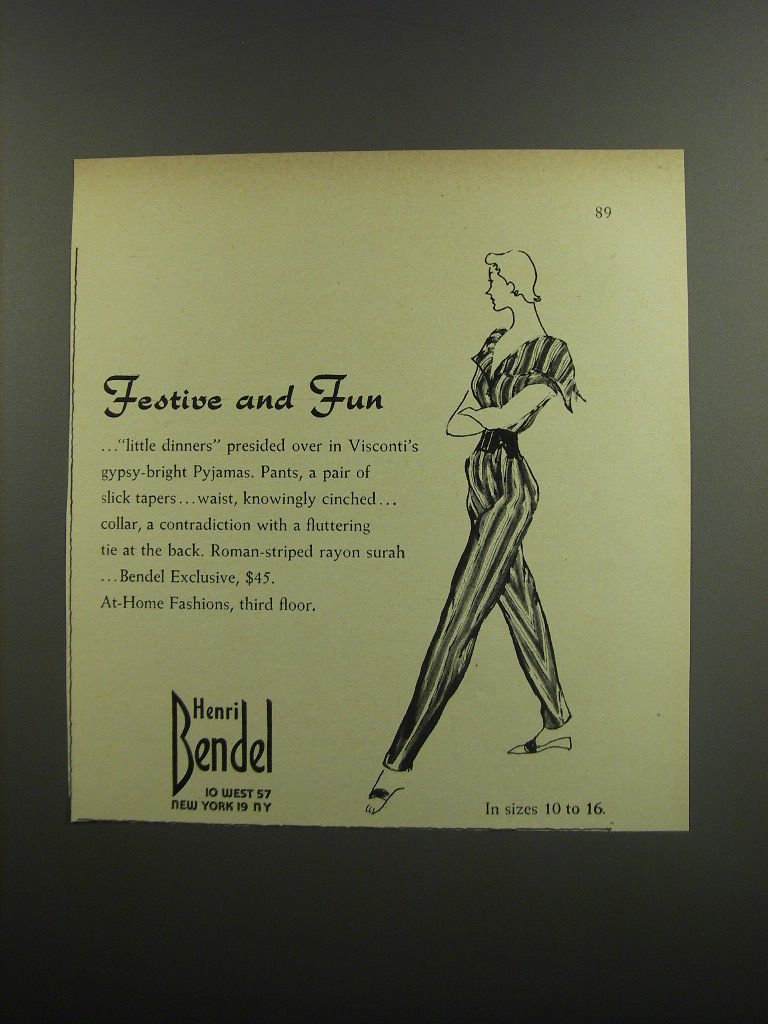 89
Festive and Fun
..."little dinners" presided over in Visconti's
gypsy-bright Pyjamas. Pants, a pair of
slick tapers...waist, knowingly cinched...
collar, a contradiction with a fluttering
tie at the back. Roman-striped rayon surah
...Bendel Exclusive, $45.
At-Home Fashions, third floor.
Henri
Bendel
10 WEST 57
NEW YORK 19 NY
In sizes 10 to 16.